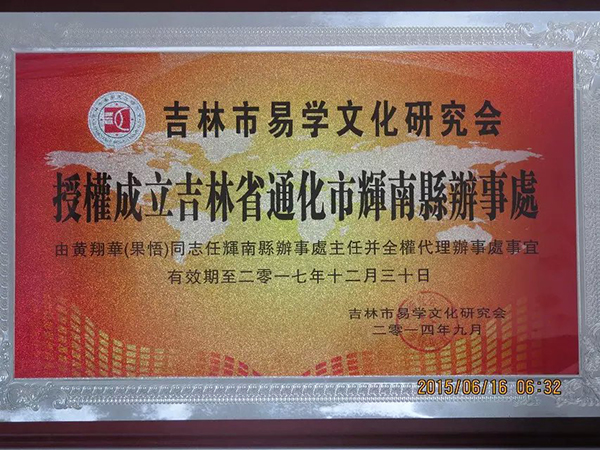 吉林市易学文化研究会
授權成立吉林省通化市輝南縣辦事處
由黄翔華(果悟)同志任輝南縣辦事處主任并全權代理辦事處事宜
有效期至二零一七年十二月三十日
吉林市易学文化研究会
二零一四年九月
2015/06/16 06:32